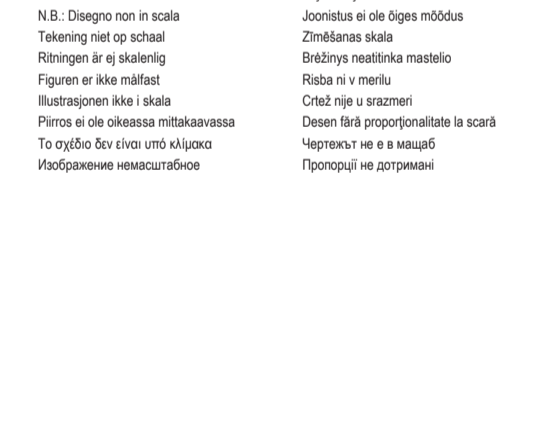 N.B.: Disegno non in scala
Tekening niet op schaal
Ritningen är ej skalenlig
Figuren er ikke målfast
Illustrasjonen ikke i skala
Piirros ei ole oikeassa mittakaavassa
Το σχέδιο δεν είναι υπό κλίμακα
Изображение немасштабное
Joonistus ei ole õiges mõõdus
Zīmēšanas skala
Brėžinys neatitinka mastelio
Risba ni v merilu
Crtež nije u srazmeri
Desen fără proporţionalitate la scară
Чертежът не е в мащаб
Пропорції не дотримані